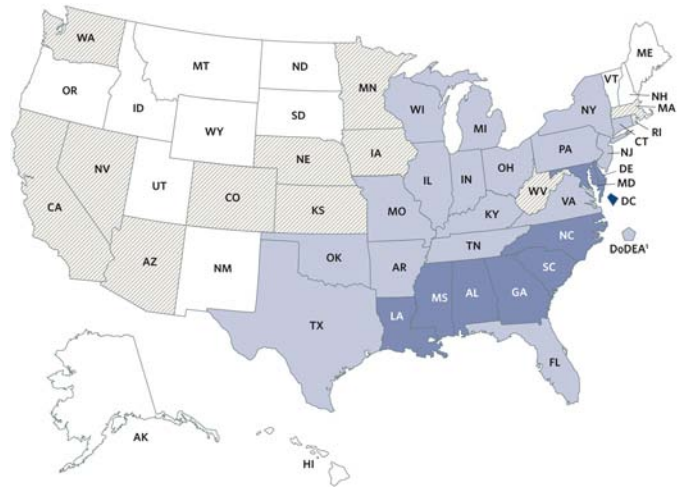 WA
ME
MT
ND
VT
MN
OR
NH
ID
WI
NY
MA
SD
MI
WY
RI
CT
PA
IA
NJ
NE
OH
DE
NV
IL
IN
MD
UT
WV
CO
VA
DC
CA
KS
MO
KY
NC
DoDEA¹
TN
OK
AZ
AR
SC
NM
MS
AL
GA
LA
TX
FL
AK
HI